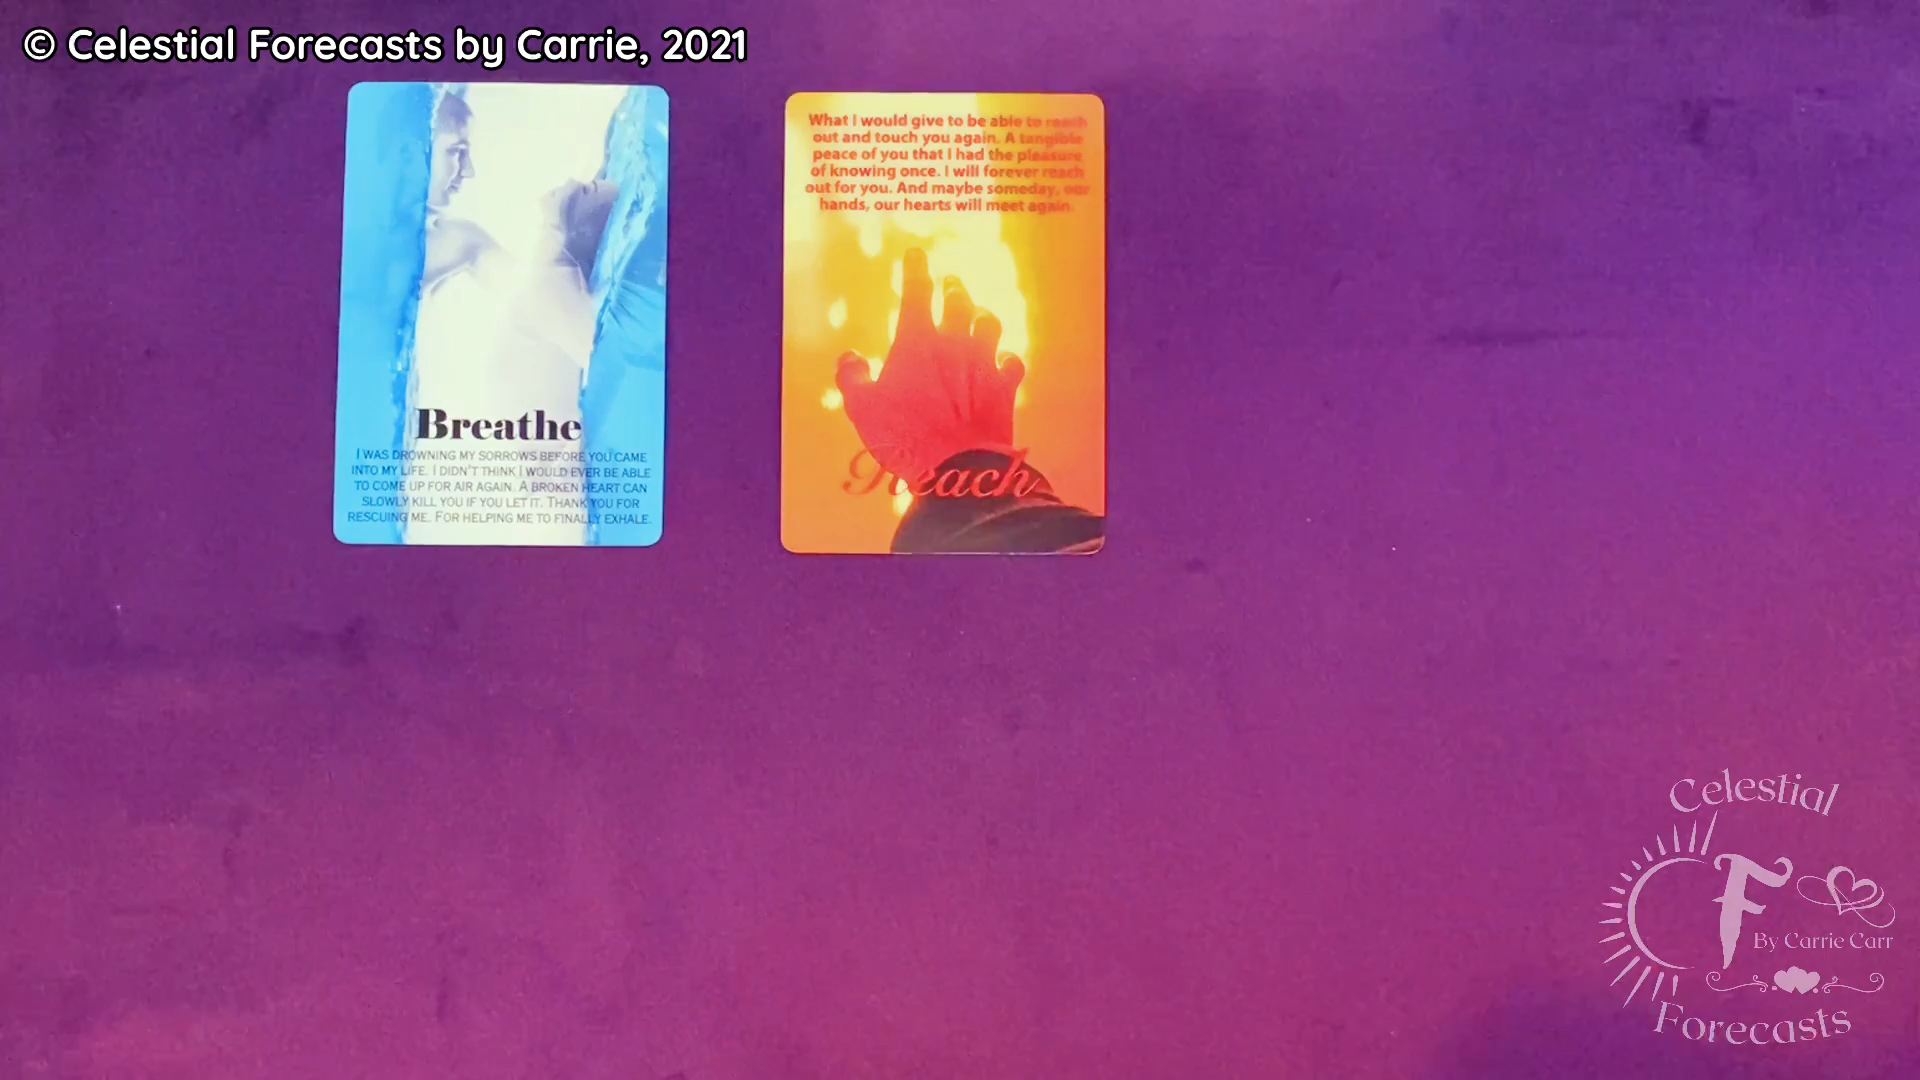 © Celestial Forecasts by Carrie, 2021
Breathe
I WAS DROWNING MY SORROWS BEFORE YOU CAME
INTO MY LIFE. I DIDN'T THINK I WOULD EVER BE ABLE
TO COME UP FOR AIR AGAIN. A BROKEN HEART CAN
SLOWLY KILL YOU IF YOU LET IT. THANK YOU FOR
RESCUING ME. FOR HELPING ME TO FINALLY EXHALE.
What I would give to be able to reach
out and touch you again. A tangible
peace of you that I had the pleasure
of knowing once. I will forever reach
out for you. And maybe someday, our
hands, our hearts will meet again.
Reach
Celestial
F
By Carrie Carr
Forecasts